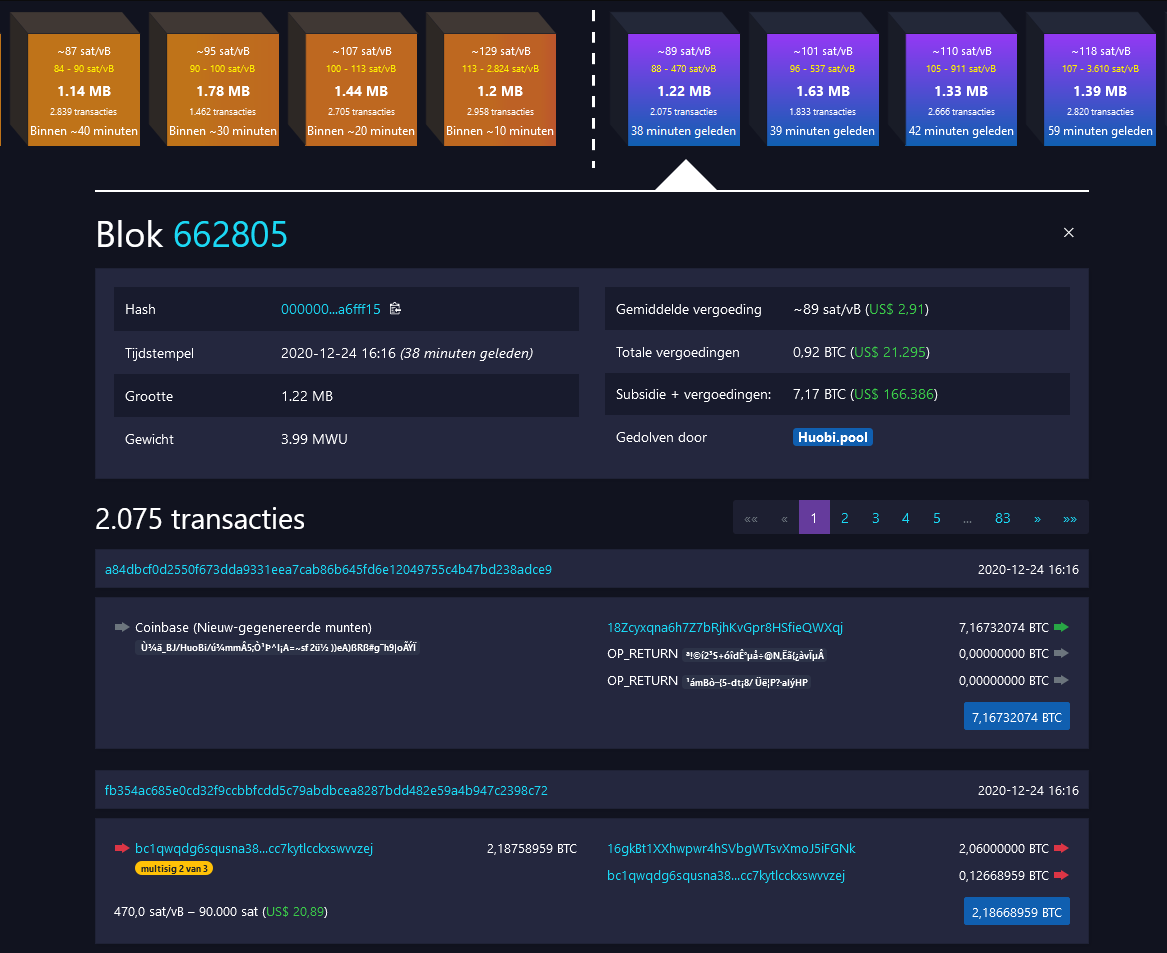 ~87 sat/vB
84 - 90 sat/vB
1.14 MB
2.839 transacties
Binnen ~40 minuten
~95 sat/vB
90 - 100 sat/vB
1.78 MB
1.462 transacties
Binnen ~30 minuten
~107 sat/vB
100 - 113 sat/vB
1.44 MB
2.705 transacties
Binnen ~20 minuten
~129 sat/vB
113 - 2.824 sat/vB
1.2 MB
2.958 transacties
Binnen ~10 minuten
~89 sat/vB
88 - 470 sat/vB
1.22 MB
2.075 transacties
38 minuten geleden
~101 sat/vB
96 - 537 sat/vB
1.63 MB
1.833 transacties
39 minuten geleden
~110 sat/vB
105 - 911 sat/vB
1.33 MB
2.666 transacties
42 minuten geleden
~118 sat/vB
107 - 3.610 sat/vB
1.39 MB
2.820 transacties
59 minuten geleden
Blok 662805
Hash 000000...a6fff15
Tijdstempel 2020-12-24 16:16 (38 minuten geleden)
Grootte 1.22 MB
Gewicht 3.99 MWU
Gemiddelde vergoeding ~89 sat/vB (US$ 2,91)
Totale vergoedingen 0,92 BTC (US$ 21.295)
Subsidie + vergoedingen: 7,17 BTC (US$ 166.386)
Gedolven door Huobi.pool
2.075 transacties
«« « 1 2 3 4 5 ... 83 » »»
a84dbcf0d2550f673dda9331eea7cab86b645fd6e12049755c4b47bd238adce9 2020-12-24 16:16
Coinbase (Nieuw-gegenereerde munten)
18Zcyxqna6h7Z7bRjhKvGpr8HSfieQWXqj 7,16732074 BTC
OP_RETURN 0,00000000 BTC
OP_RETURN 0,00000000 BTC
7,16732074 BTC
fb354ac685e0cd32f9ccbbfcdd5c79abdbcea8287bdd482e59a4b947c2398c72 2020-12-24 16:16
bc1qwqdg6squsna38...cc7kytlcckxswvvzej 2,18758959 BTC
multisig 2 van 3
16gkBt1XXhwpwr4hSVbgWTsvXmoJ5iFGNk 2,06000000 BTC
bc1qwqdg6squsna38...cc7kytlcckxswvvzej 0,12668959 BTC
470,0 sat/vB – 90.000 sat (US$ 20,89)
2,18668959 BTC